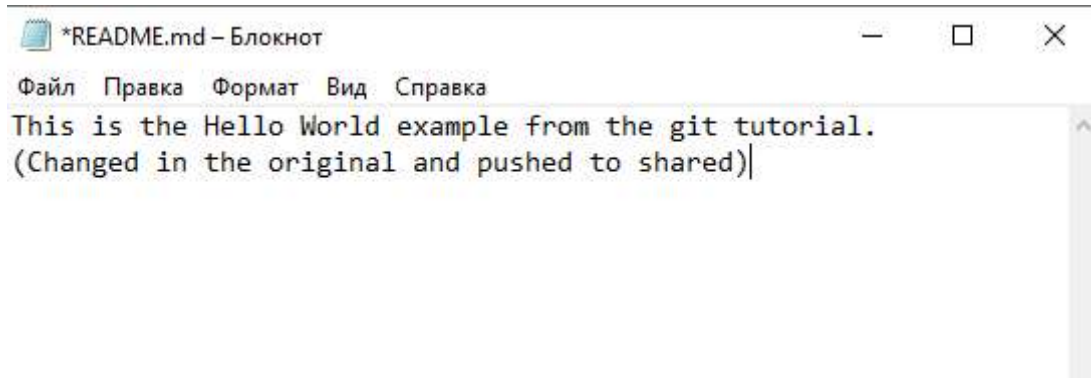 *README.md – Блокнот
Файл Правка Формат Вид Справка
This is the Hello World example from the git tutorial.
(Changed in the original and pushed to shared)